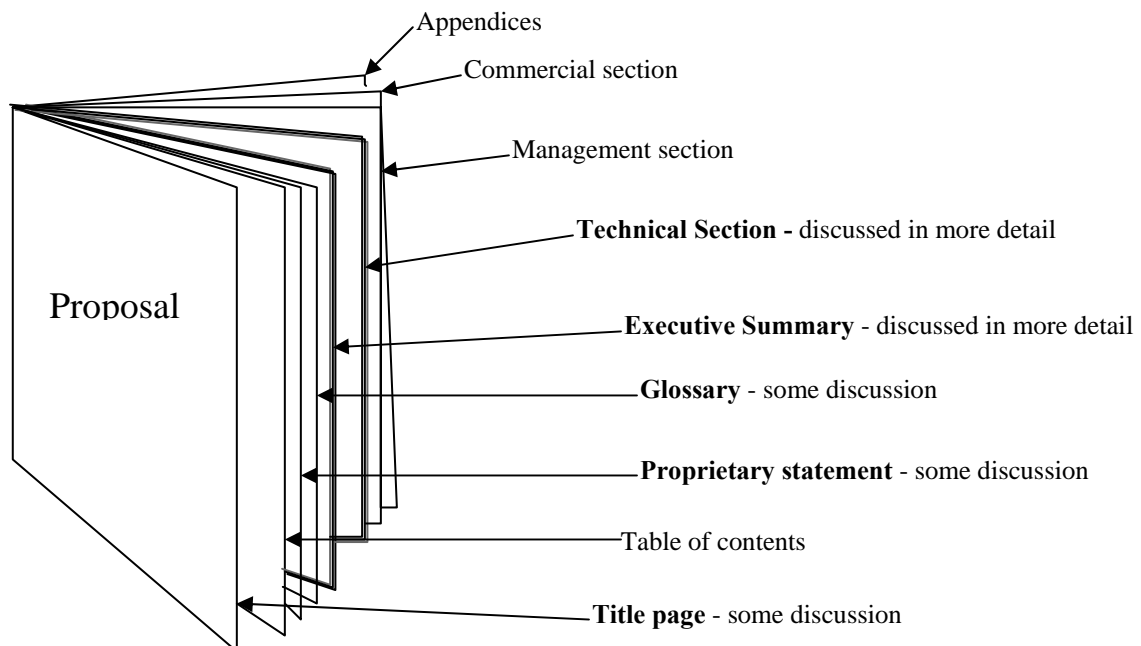 Appendices
Commercial section
Management section
Technical Section - discussed in more detail
Proposal
Executive Summary - discussed in more detail
Glossary - some discussion
Proprietary statement - some discussion
Table of contents
Title page - some discussion